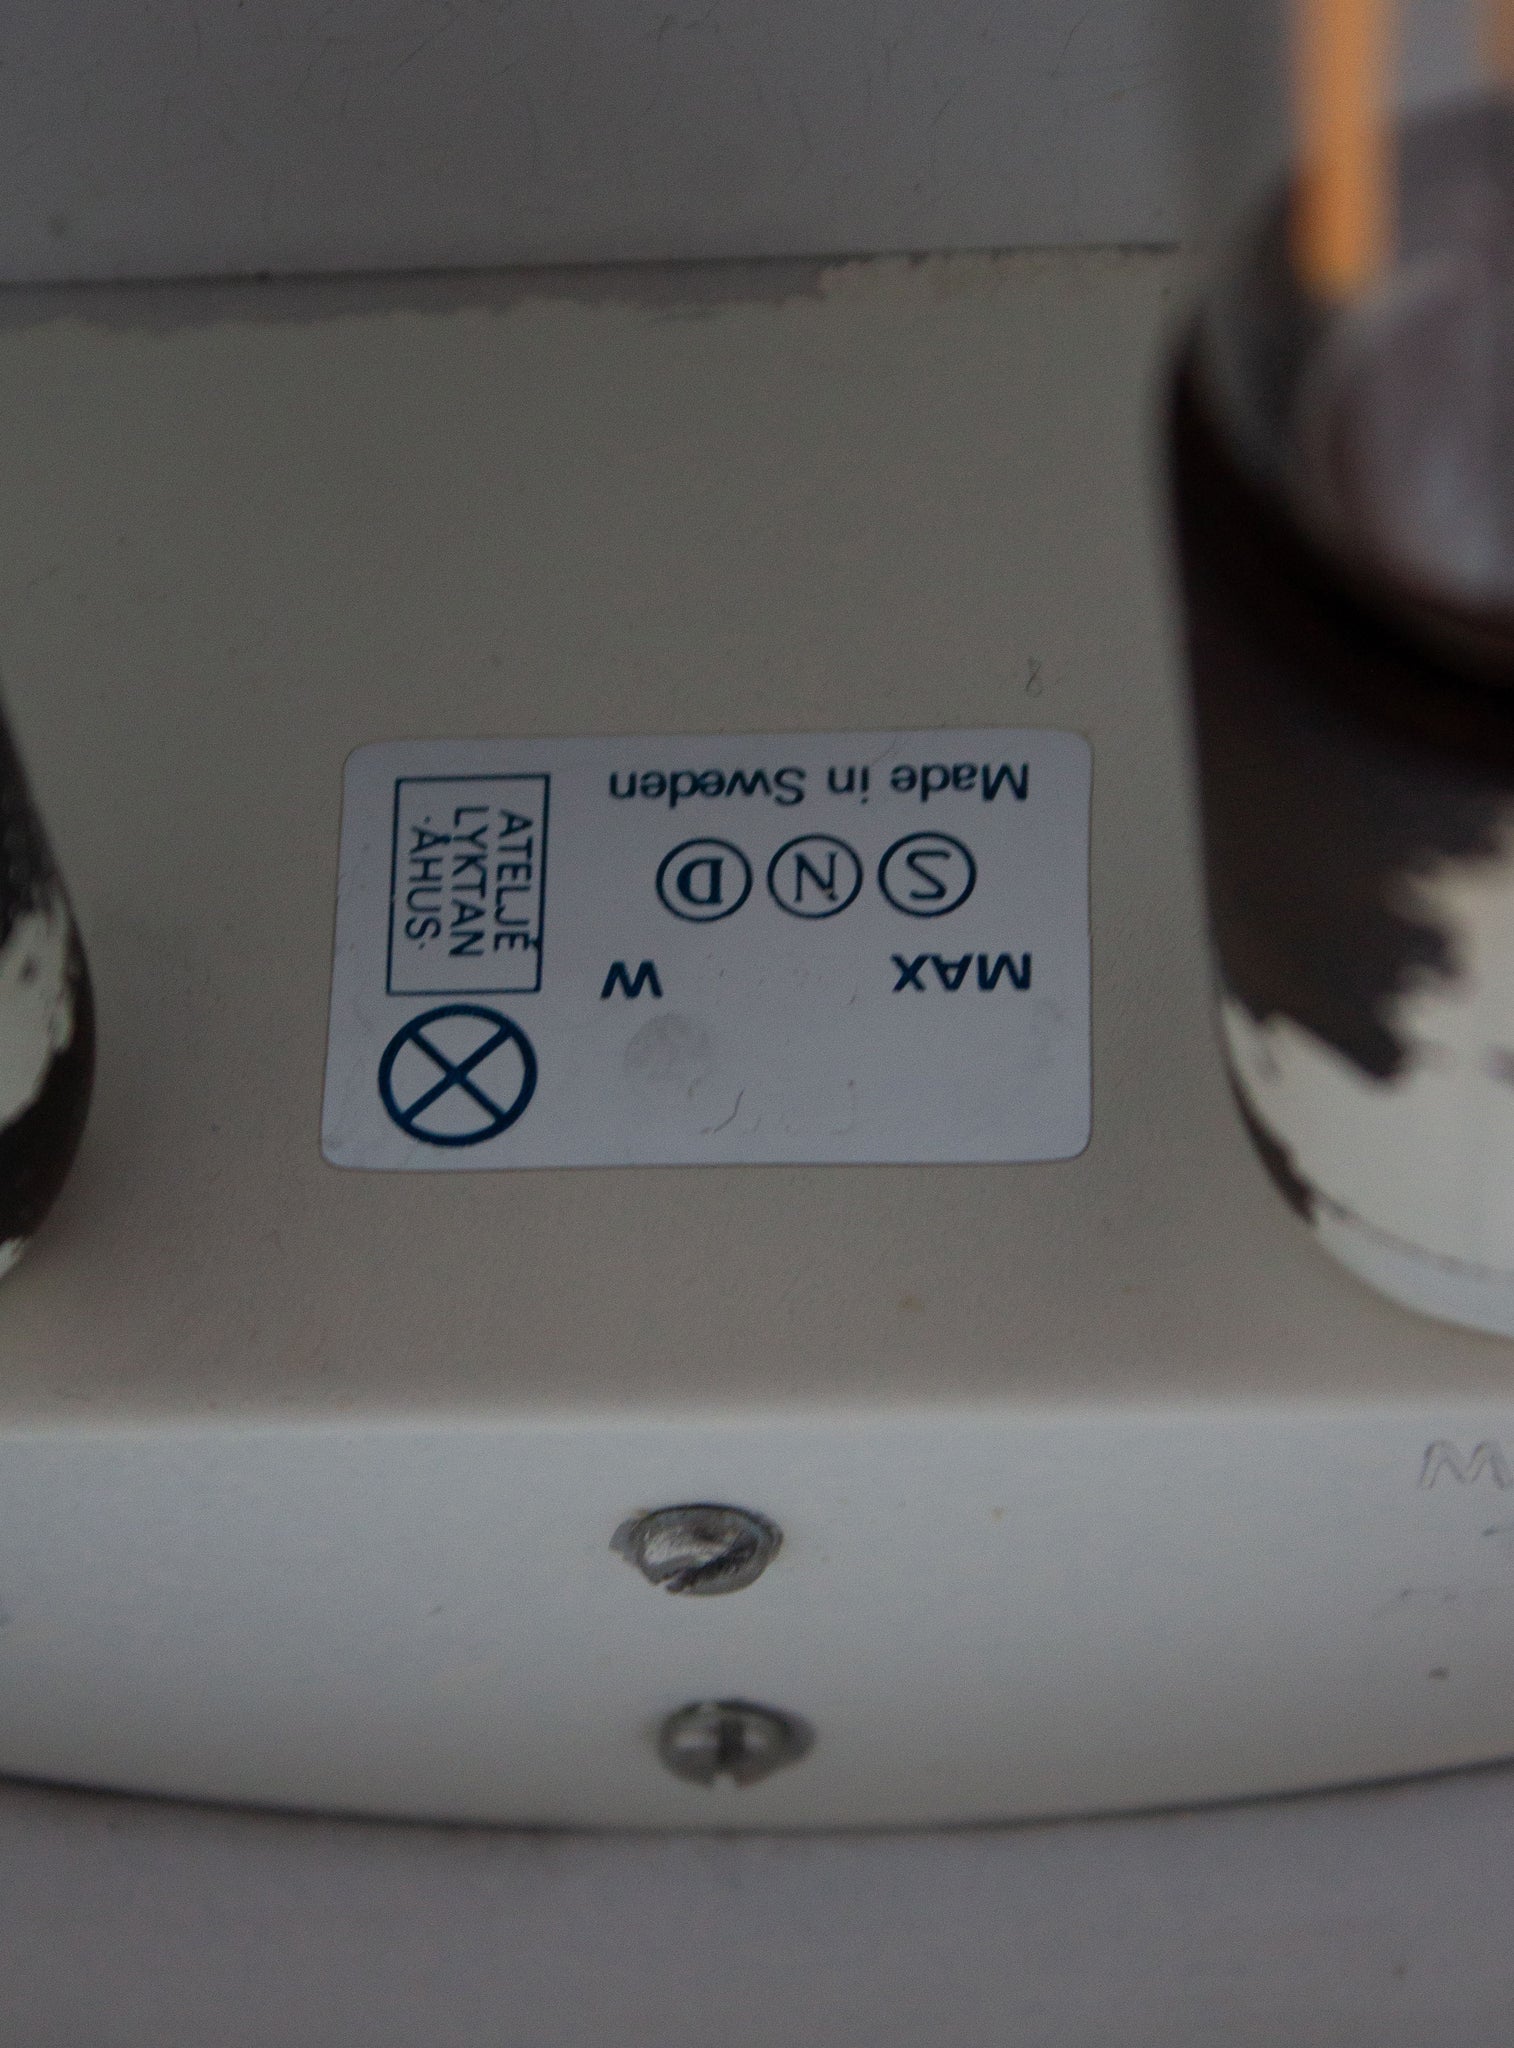 MAX W
S N D
Made in Sweden
ATELJÉ
LYKTAN
·ÅHUS·